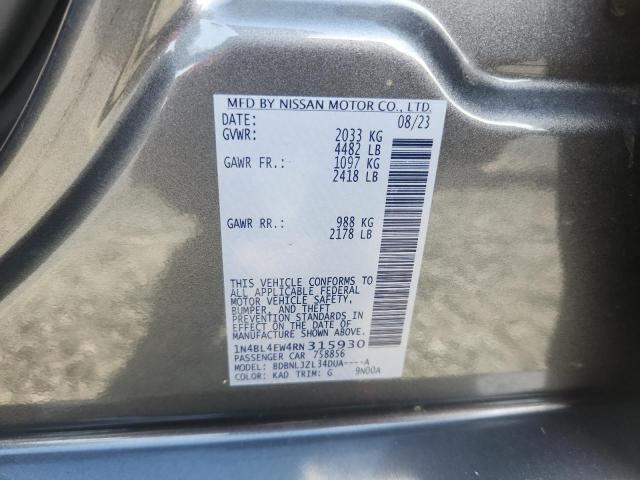 MFD BY NISSAN MOTOR CO., LTD.
DATE: 08/23
GVWR: 2033 KG
4482 LB
GAWR FR.: 1097 KG
2418 LB
GAWR RR.: 988 KG
2178 LB
THIS VEHICLE CONFORMS TO
ALL APPLICABLE FEDERAL
MOTOR VEHICLE SAFETY,
BUMPER, AND THEFT
PREVENTION STANDARDS IN
EFFECT ON THE DATE OF
MANUFACTURE SHOWN ABOVE.
1N4BL4EW4RN315930
PASSENGER CAR 758856
MODEL: BDBNLJZL34DUA----A
COLOR: KAD TRIM: G 9N00A